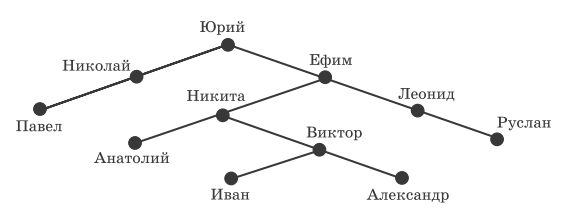 Юрий
Николай
Ефим
Никита
Леонид
Павел
Руслан
Виктор
Анатолий
Иван
Александр